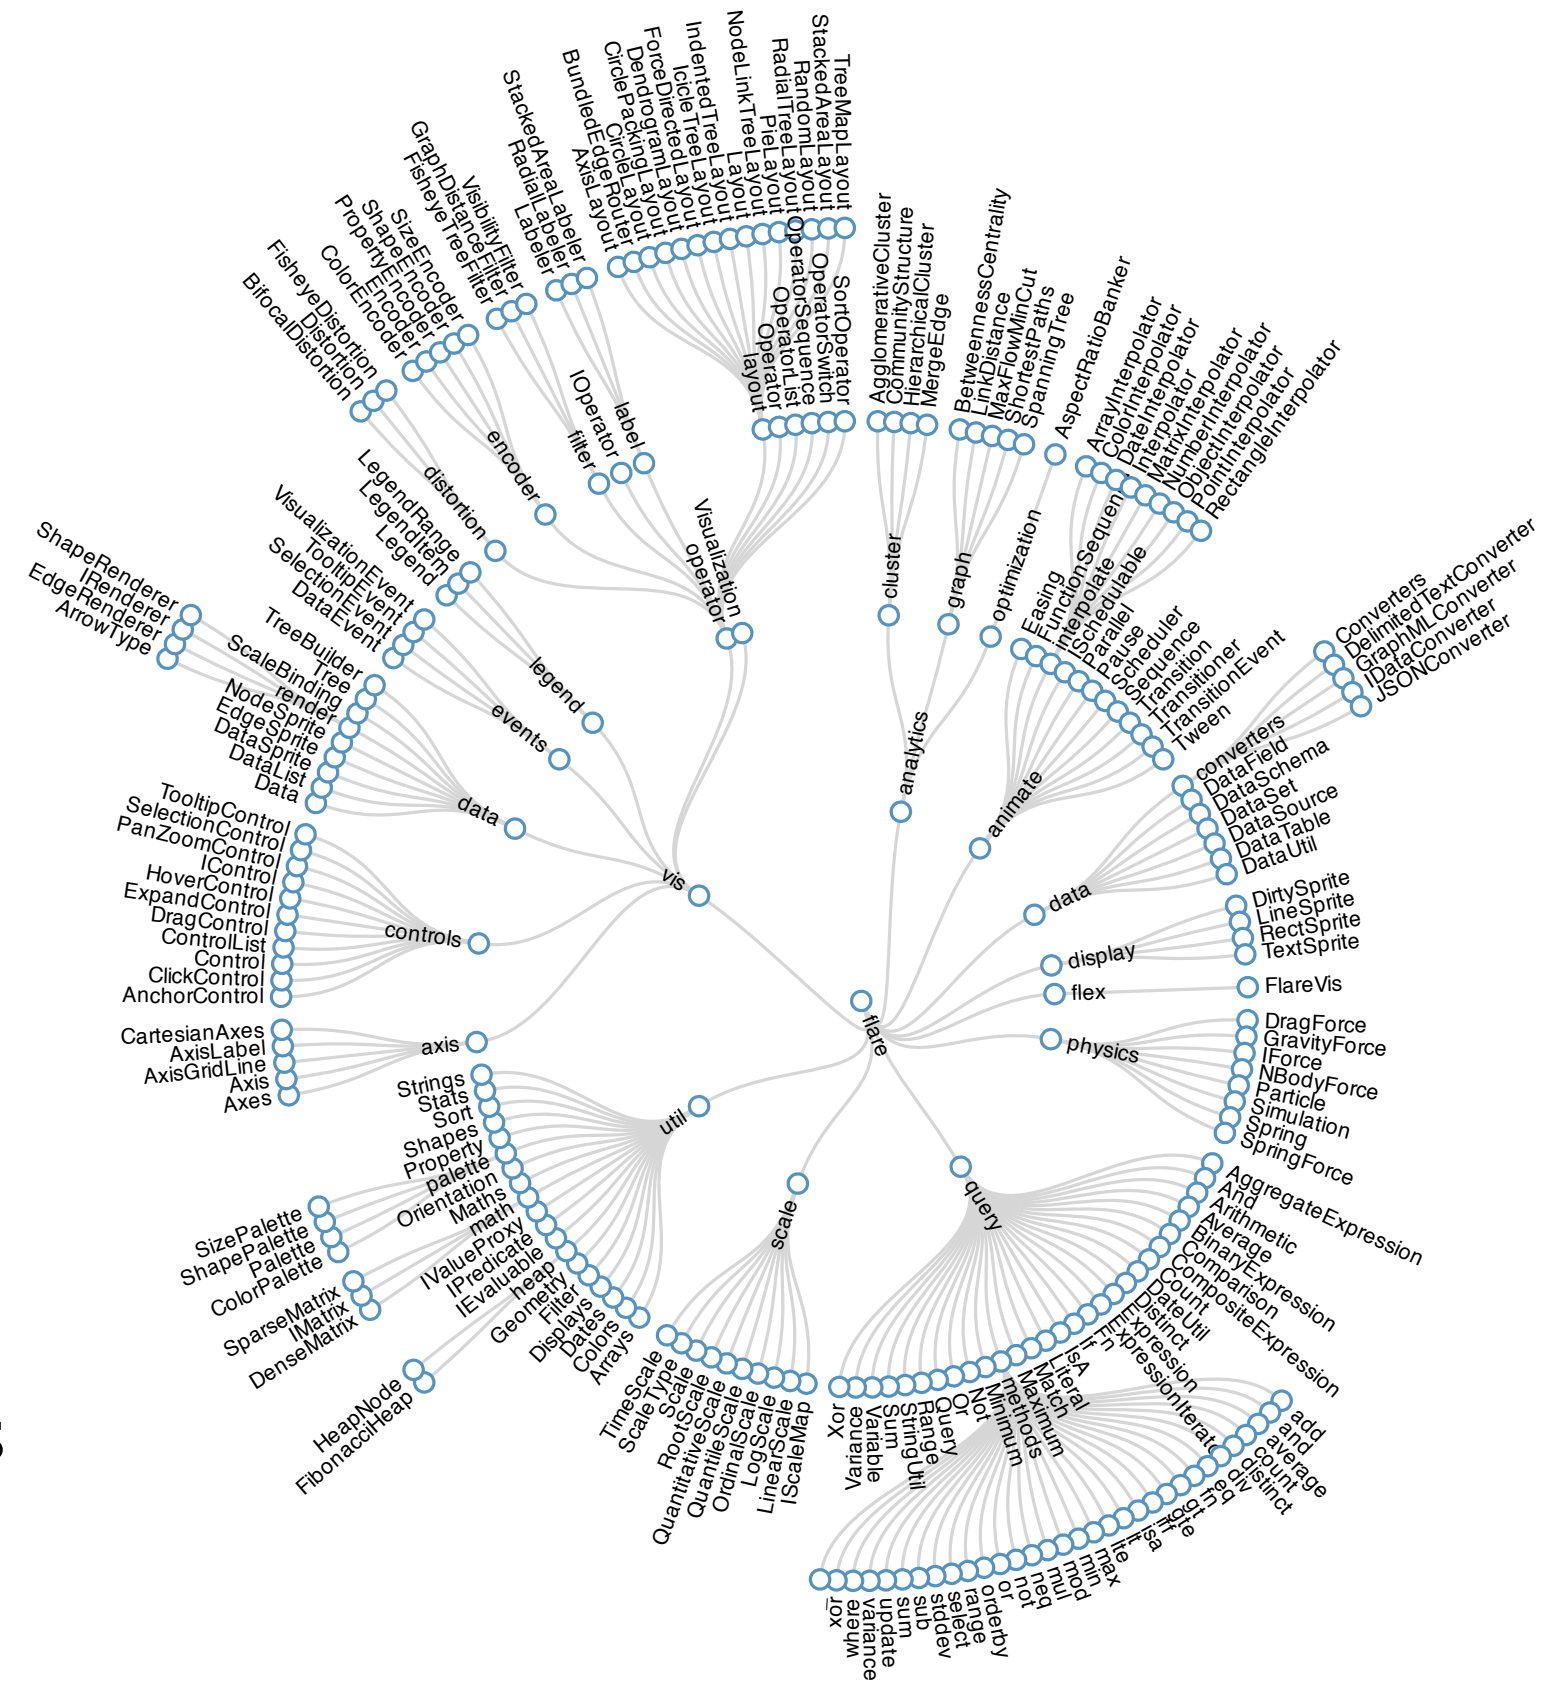 flare
analytics
cluster
AgglomerativeCluster
CommunityStructure
HierarchicalCluster
MergeEdge
graph
BetweennessCentrality
LinkDistance
MaxFlowMinCut
ShortestPaths
SpanningTree
optimization
AspectRatioBanker
animate
Easing
FunctionSequence
interpolate
ArrayInterpolator
ColorInterpolator
DateInterpolator
Interpolator
MatrixInterpolator
NumberInterpolator
ObjectInterpolator
PointInterpolator
RectangleInterpolator
ISchedulable
Parallel
Pause
Scheduler
Sequence
Transition
Transitioner
TransitionEvent
Tween
data
converters
Converters
DelimitedTextConverter
GraphMLConverter
IDataConverter
JSONConverter
DataField
DataSchema
DataSet
DataSource
DataTable
DataUtil
display
DirtySprite
LineSprite
RectSprite
TextSprite
flex
FlareVis
physics
DragForce
GravityForce
IForce
NBodyForce
Particle
Simulation
Spring
SpringForce
query
AggregateExpression
And
Arithmetic
Average
BinaryExpression
Comparison
CompositeExpression
Count
DateUtil
Distinct
Expression
ExpressionIterator
Fn
If
IsA
Literal
Match
Maximum
methods
add
and
average
count
distinct
div
eq
fn
gt
gte
iff
isa
lt
lte
max
min
mod
mul
neq
not
or
orderby
range
select
stddev
sub
sum
update
variance
where
xor
_
Minimum
Not
Or
Query
Range
StringUtil
Sum
Variable
Variance
Xor
scale
IScaleMap
LinearScale
LogScale
OrdinalScale
QuantileScale
QuantitativeScale
RootScale
Scale
ScaleType
TimeScale
util
Arrays
Colors
Dates
Displays
Filter
Geometry
heap
FibonacciHeap
HeapNode
IEvaluable
IPredicate
IValueProxy
math
DenseMatrix
IMatrix
SparseMatrix
Maths
Orientation
palette
ColorPalette
Palette
ShapePalette
SizePalette
Property
Shapes
Sort
Stats
Strings
vis
axis
Axes
Axis
AxisGridLine
AxisLabel
CartesianAxes
controls
AnchorControl
ClickControl
Control
ControlList
DragControl
ExpandControl
HoverControl
IControl
PanZoomControl
SelectionControl
TooltipControl
data
Data
DataList
DataSprite
EdgeSprite
NodeSprite
render
ArrowType
EdgeRenderer
IRenderer
ShapeRenderer
ScaleBinding
Tree
TreeBuilder
events
DataEvent
SelectionEvent
TooltipEvent
VisualizationEvent
legend
Legend
LegendItem
LegendRange
operator
distortion
BifocalDistortion
Distortion
FisheyeDistortion
encoder
ColorEncoder
Encoder
PropertyEncoder
ShapeEncoder
SizeEncoder
filter
FisheyeTreeFilter
GraphDistanceFilter
VisibilityFilter
IOperator
label
Labeler
RadialLabeler
StackedAreaLabeler
layout
AxisLayout
BundledEdgeRouter
CircleLayout
CirclePackingLayout
DendrogramLayout
ForceDirectedLayout
IcicleTreeLayout
IndentedTreeLayout
Layout
NodeLinkTreeLayout
PieLayout
RadialTreeLayout
RandomLayout
StackedAreaLayout
TreeMapLayout
Operator
OperatorList
OperatorSequence
OperatorSwitch
SortOperator
Visualization